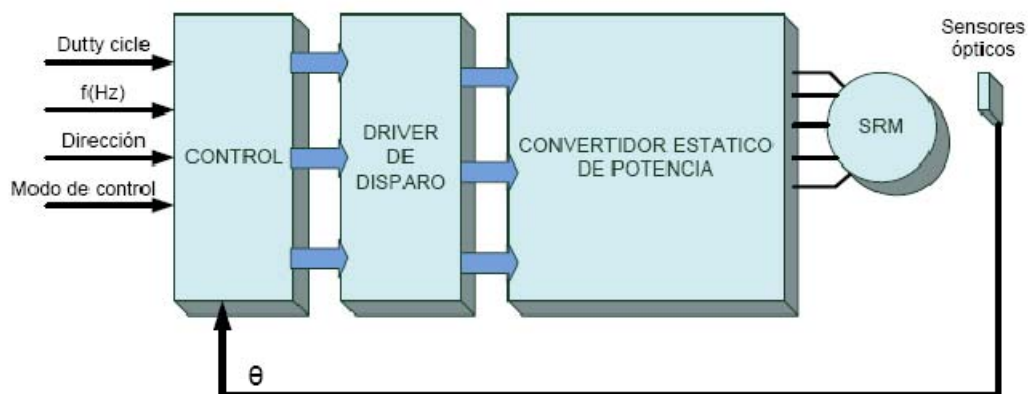 Dutty cicle
f(Hz)
Dirección
Modo de control
CONTROL
DRIVER
DE
DISPARO
CONVERTIDOR ESTATICO
DE POTENCIA
SRM
Sensores
ópticos
θ